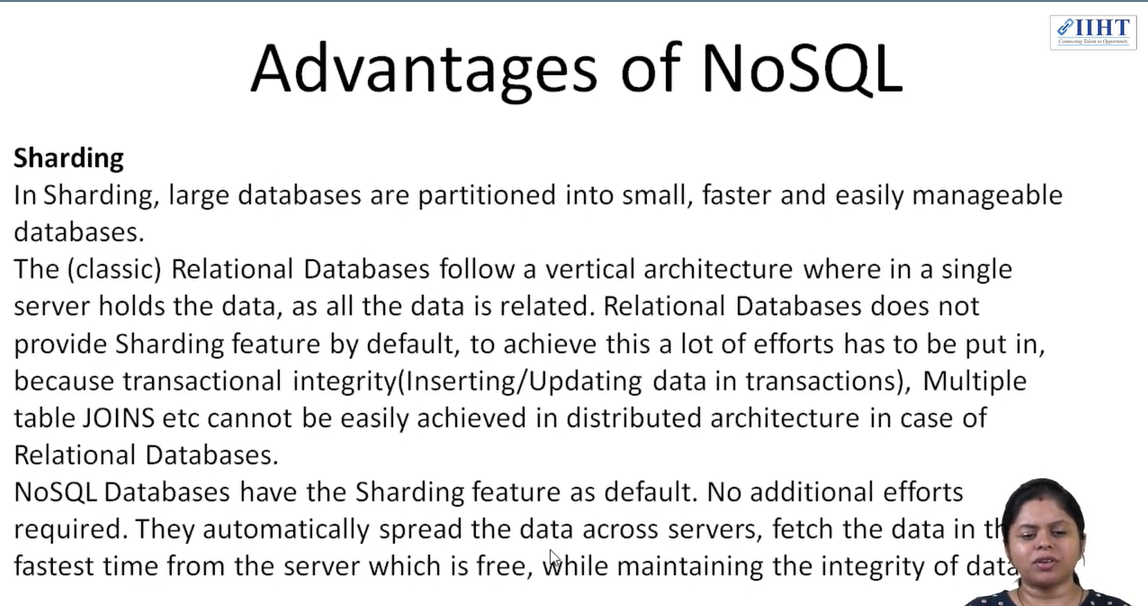 IIHT
Connecting Talent to Opportunity
Advantages of NoSQL
Sharding
In Sharding, large databases are partitioned into small, faster and easily manageable
databases.
The (classic) Relational Databases follow a vertical architecture where in a single
server holds the data, as all the data is related. Relational Databases does not
provide Sharding feature by default, to achieve this a lot of efforts has to be put in,
because transactional integrity(Inserting/Updating data in transactions), Multiple
table JOINS etc cannot be easily achieved in distributed architecture in case of
Relational Databases.
NoSQL Databases have the Sharding feature as default. No additional efforts
required. They automatically spread the data across servers, fetch the data in th
fastest time from the server which is free, while maintaining the integrity of data